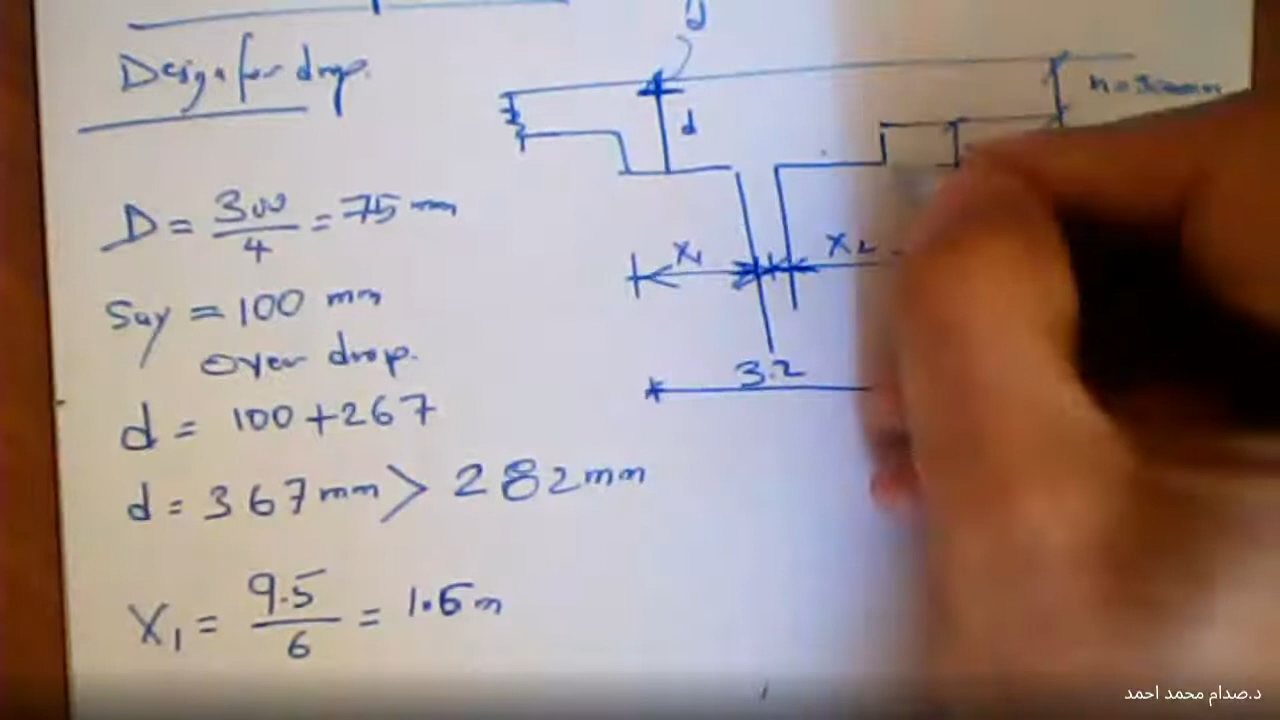 Design for drop.
D = 300/4 = 75 mm
Say = 100 mm
over drop.
d = 100 + 267
d = 367 mm > 282 mm
X1 = 9.5/6 = 1.6 m
d
h = 300mm
X1
X2
3.2
د.صدام محمد احمد